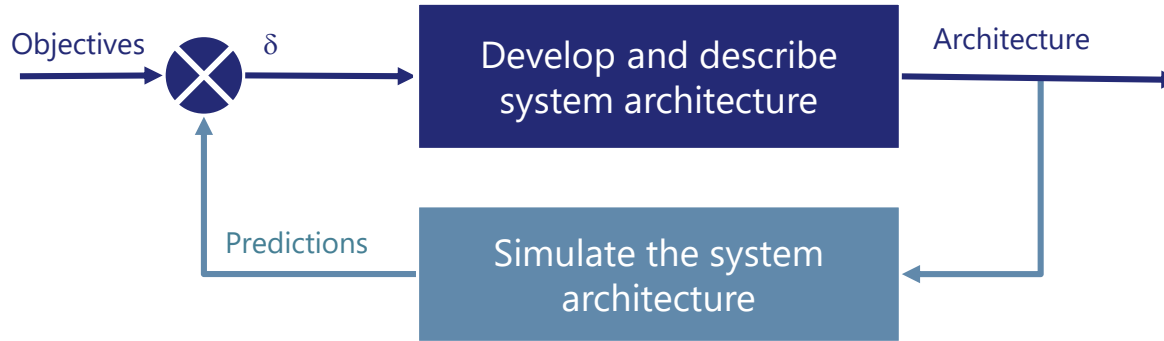 Objectives
δ
Develop and describe
system architecture
Architecture
Predictions
Simulate the system
architecture